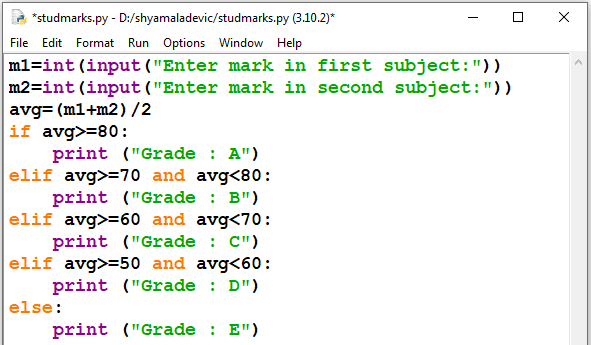 *studmarks.py - D:/shyamaladevic/studmarks.py (3.10.2)*
File Edit Format Run Options Window Help
m1=int(input("Enter mark in first subject:"))
m2=int(input("Enter mark in second subject:"))
avg=(m1+m2)/2
if avg>=80:
    print ("Grade : A")
elif avg>=70 and avg<80:
    print ("Grade : B")
elif avg>=60 and avg<70:
    print ("Grade : C")
elif avg>=50 and avg<60:
    print ("Grade : D")
else:
    print ("Grade : E")